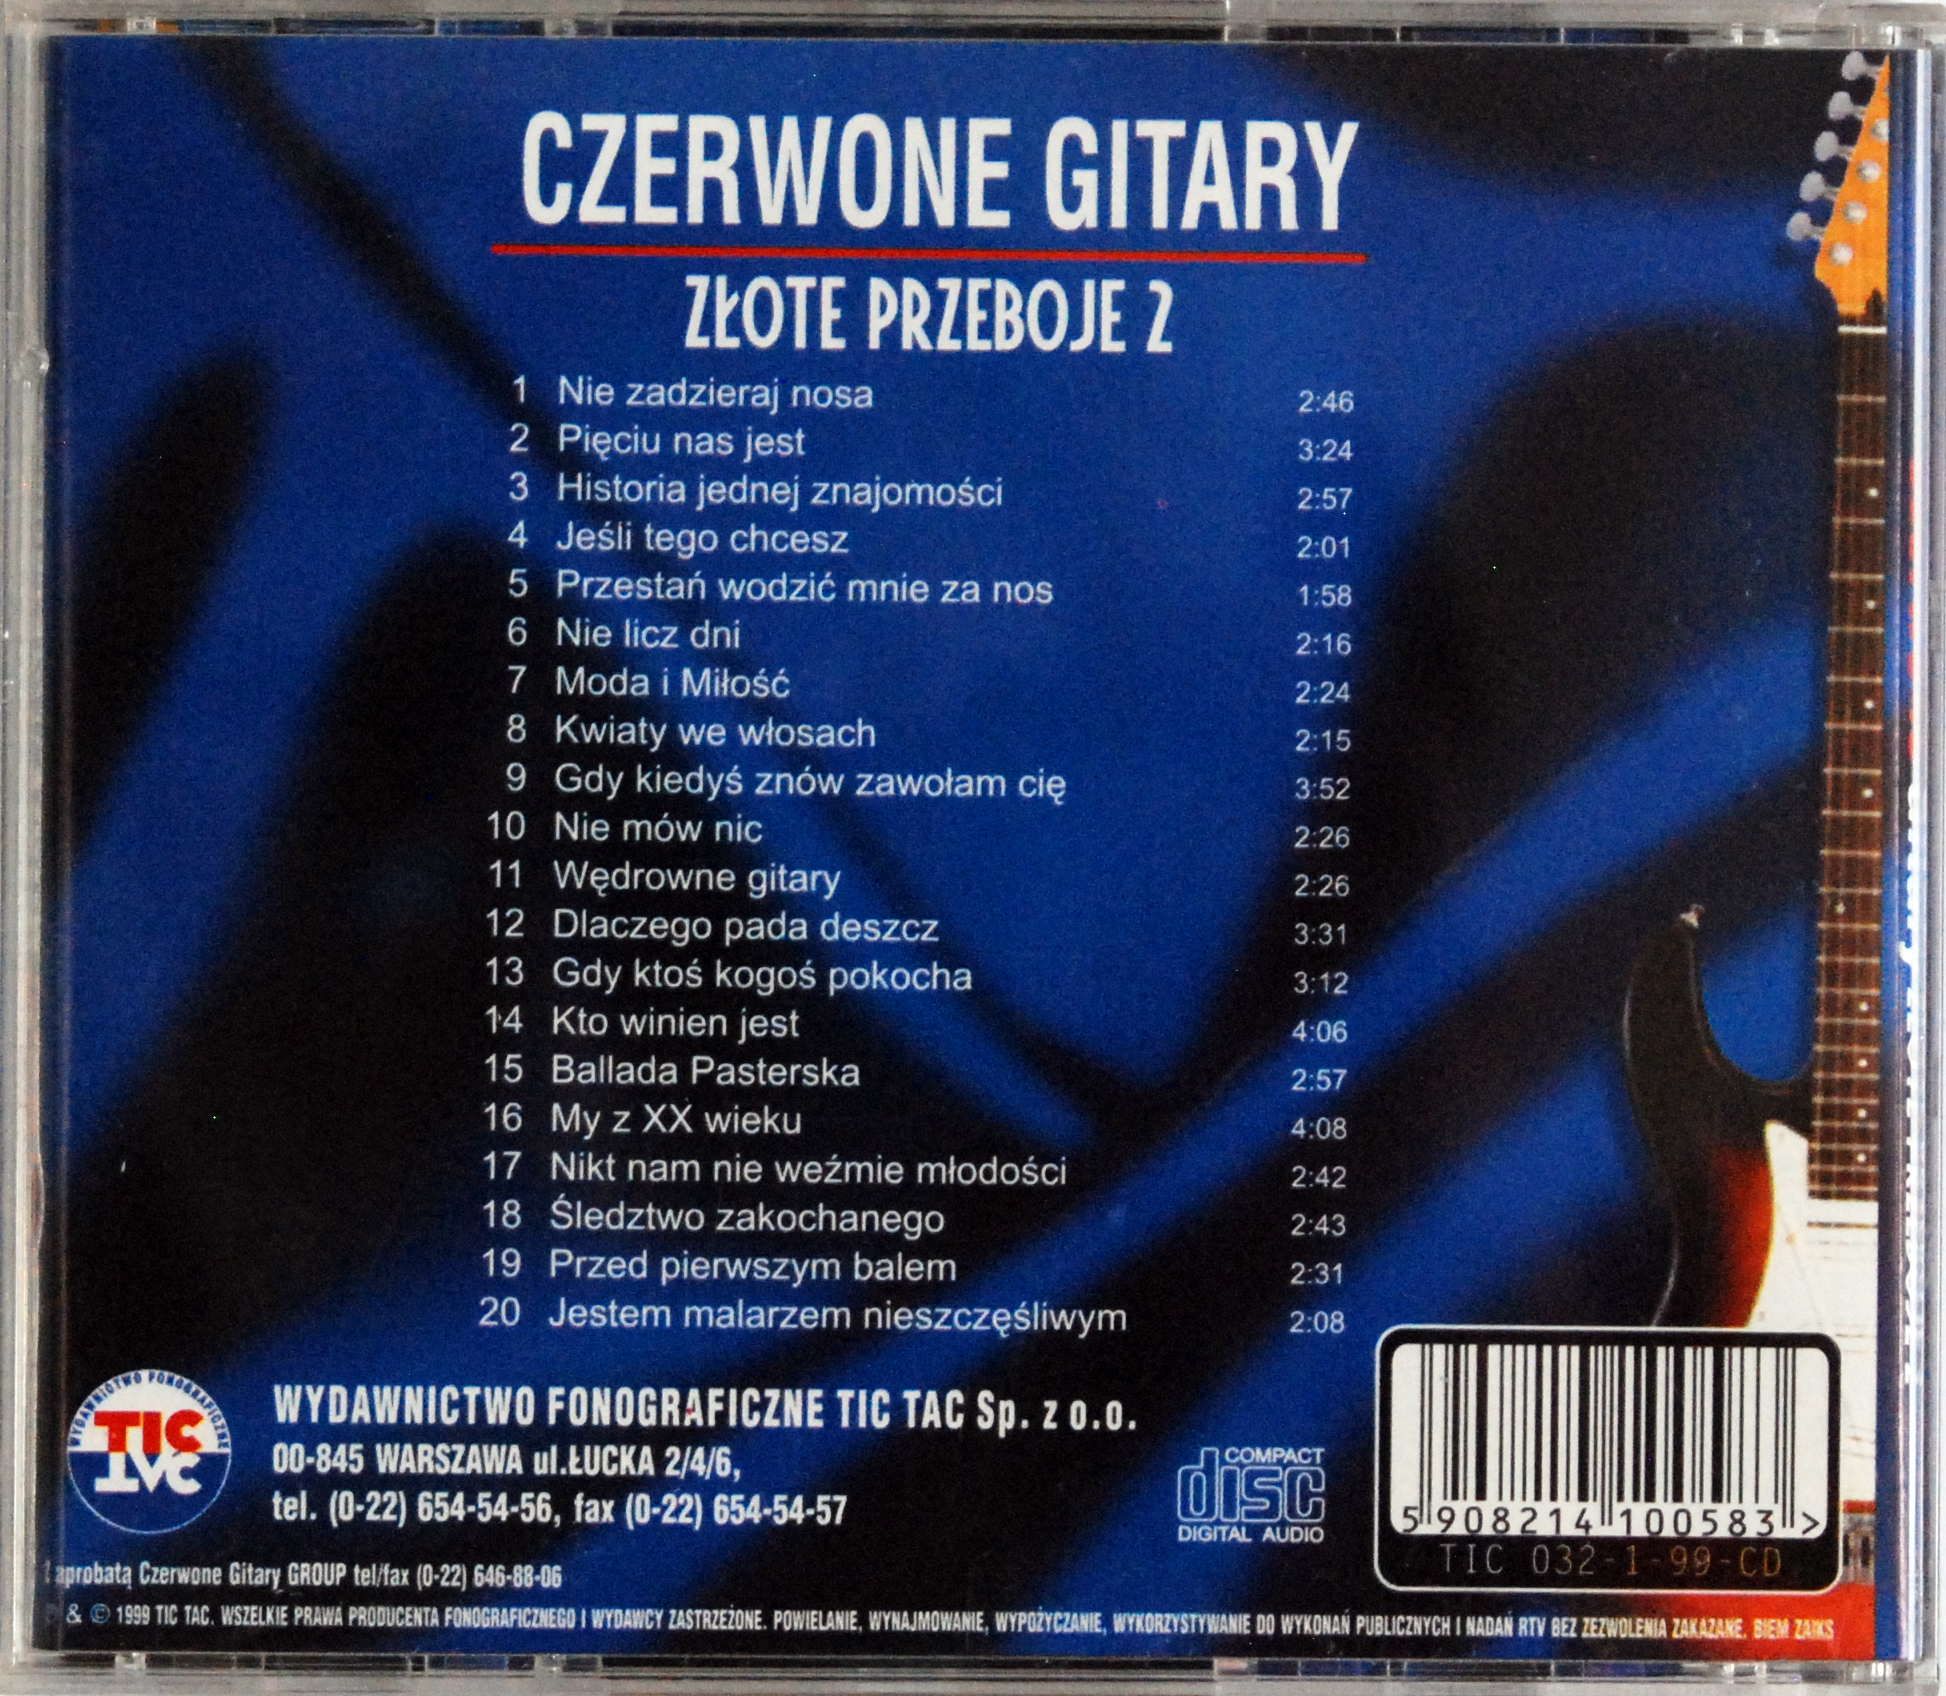 CZERWONE GITARY
ZŁOTE PRZEBOJE 2
1 Nie zadzieraj nosa 2:46
2 Pięciu nas jest 3:24
3 Historia jednej znajomości 2:57
4 Jeśli tego chcesz 2:01
5 Przestań wodzić mnie za nos 1:58
6 Nie licz dni 2:16
7 Moda i Miłość 2:24
8 Kwiaty we włosach 2:15
9 Gdy kiedyś znów zawołam cię 3:52
10 Nie mów nic 2:26
11 Wędrowne gitary 2:26
12 Dlaczego pada deszcz 3:31
13 Gdy ktoś kogoś pokocha 3:12
14 Kto winien jest 4:06
15 Ballada Pasterska 2:57
16 My z XX wieku 4:08
17 Nikt nam nie weźmie młodości 2:42
18 Śledztwo zakochanego 2:43
19 Przed pierwszym balem 2:31
20 Jestem malarzem nieszczęśliwym 2:08
WYDAWNICTWO FONOGRAFICZNE
TIC
TAC
WYDAWNICTWO FONOGRAFICZNE TIC TAC Sp. z o.o.
00-845 WARSZAWA ul.ŁUCKA 2/4/6,
tel. (0-22) 654-54-56, fax (0-22) 654-54-57
COMPACT
disc
DIGITAL AUDIO
5 908214 100583 >
TIC 032-1-99-CD
Z aprobatą Czerwone Gitary GROUP tel/fax (0-22) 646-88-06
& © 1999 TIC TAC. WSZELKIE PRAWA PRODUCENTA FONOGRAFICZNEGO I WYDAWCY ZASTRZEŻONE. POWIELANIE, WYNAJMOWANIE, WYPOŻYCZANIE, WYKORZYSTYWANIE DO WYKONAŃ PUBLICZNYCH I NADAŃ RTV BEZ ZEZWOLENIA ZAKAZANE. BIEM ZAIKS